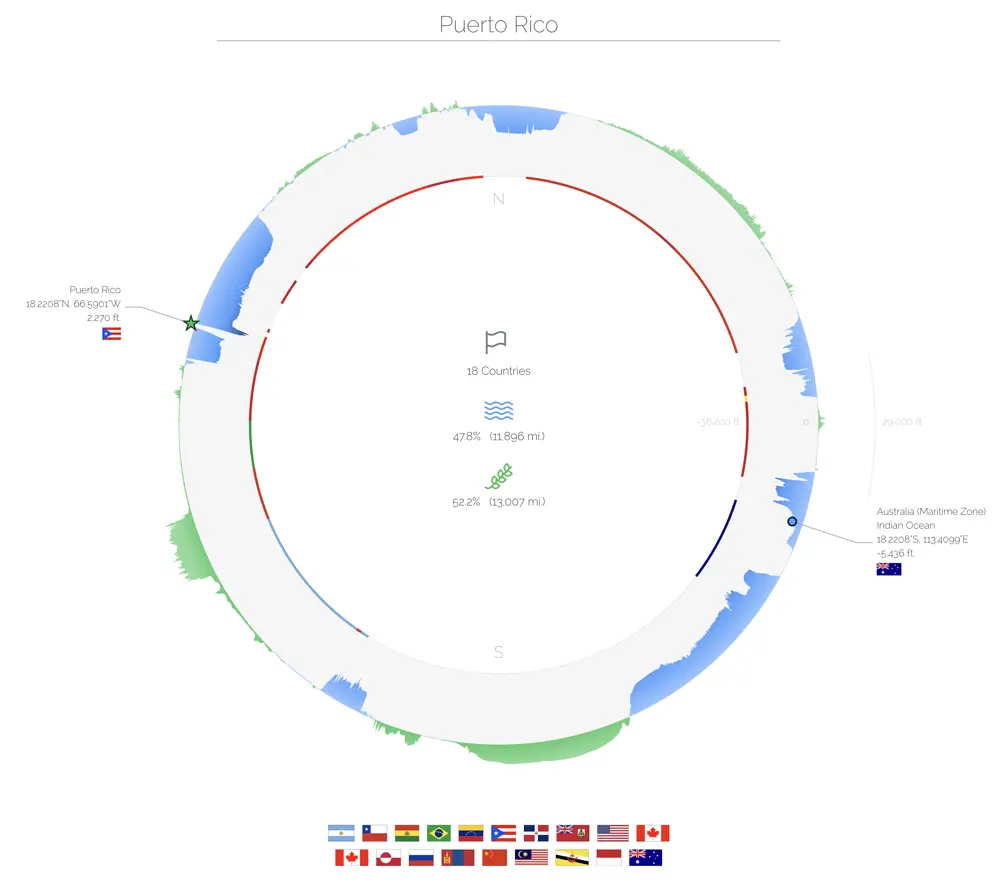 Puerto Rico
N
Puerto Rico
18.2208°N, 66.5901°W
2,270 ft.
18 Countries
47.8% (11,896 mi.)
-36,200 ft.
0
29,000 ft.
52.2% (13,007 mi.)
Australia (Maritime Zone)
Indian Ocean
18.2208°S, 113.4099°E
-5,436 ft.
S